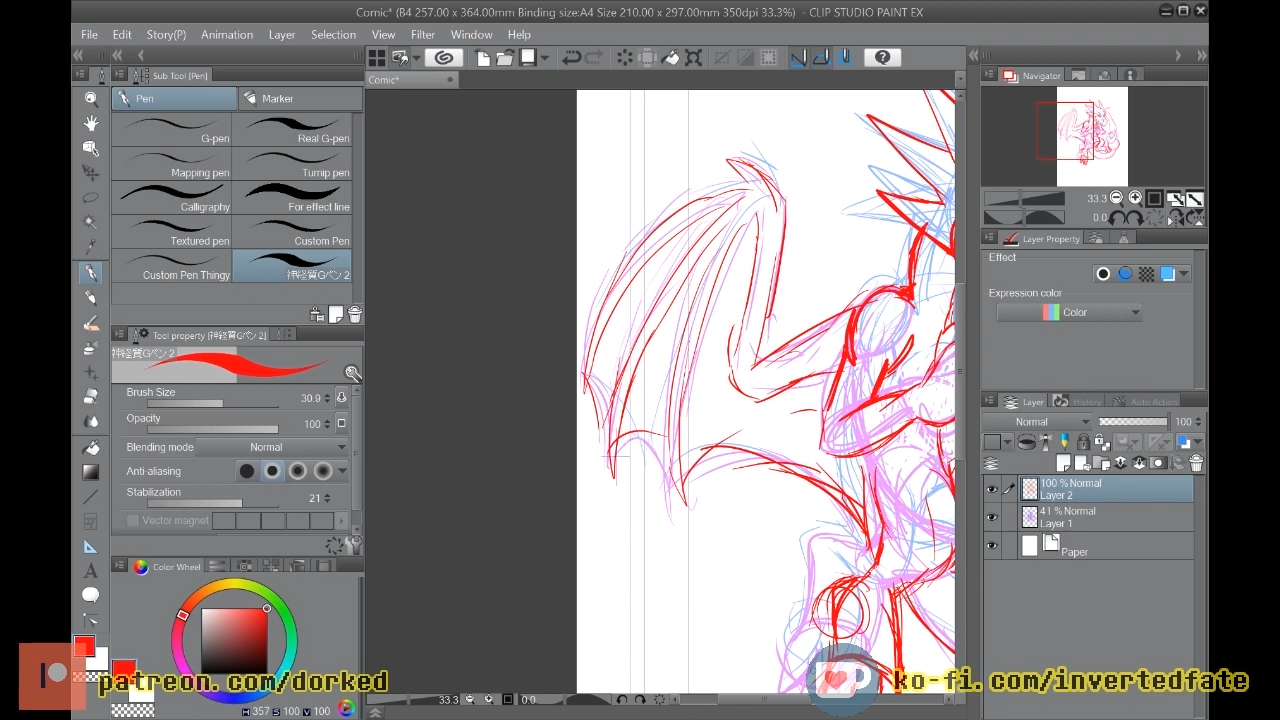 Comic* (B4 257.00 x 364.00mm Binding size:A4 Size 210.00 x 297.00mm 350dpi 33.3%) - CLIP STUDIO PAINT EX
File Edit Story(P) Animation Layer Selection View Filter Window Help
Sub Tool [Pen]
Comic*
Navigator
Pen
Marker
G-pen
Real G-pen
Mapping pen
Turnip pen
Calligraphy
For effect line
Textured pen
Custom Pen
Custom Pen Thingy
神経質Gペン 2
33.3
0.0
Layer Property
Effect
Expression color
Color
Tool property [神経質Gペン 2]
神経質Gペン 2
Brush Size 30.9
Opacity 100
Blending mode Normal
Anti-aliasing
Stabilization 21
Vector magnet
Layer History Auto Action
Normal 100
100 % Normal
Layer 2
41 % Normal
Layer 1
Paper
Color Wheel
H 357 S 100 V 100
33.3 0.0
patreon.com/dorked
ko-fi.com/invertedfate